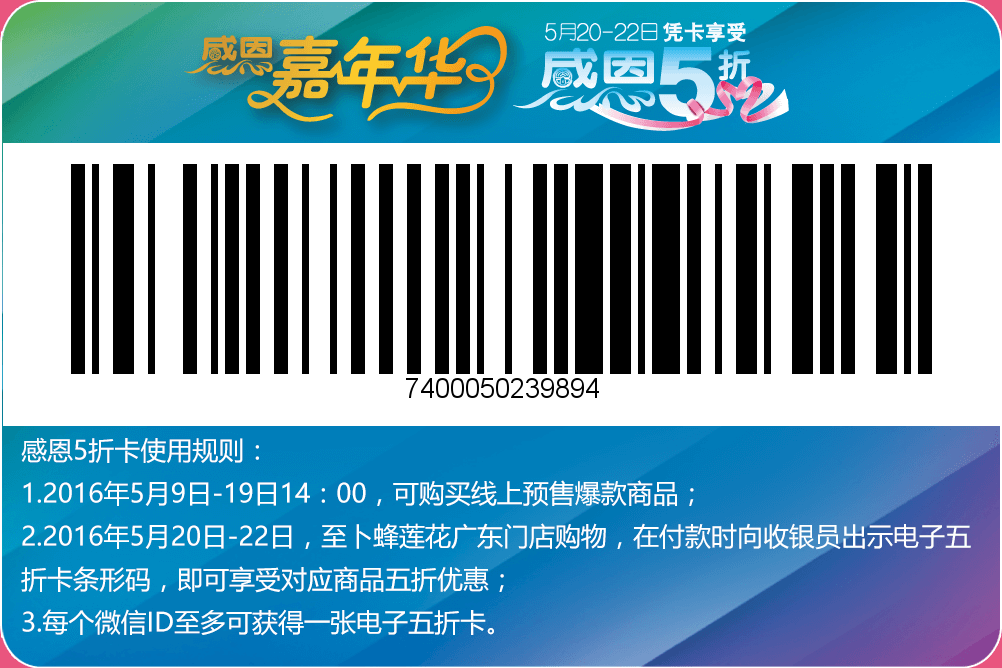 感恩嘉年华
5月20-22日 凭卡享受
感恩5折
7400050239894
感恩5折卡使用规则：
1.2016年5月9日-19日14：00，可购买线上预售爆款商品；
2.2016年5月20日-22日，至卜蜂莲花广东门店购物，在付款时向收银员出示电子五
折卡条形码，即可享受对应商品五折优惠；
3.每个微信ID至多可获得一张电子五折卡。